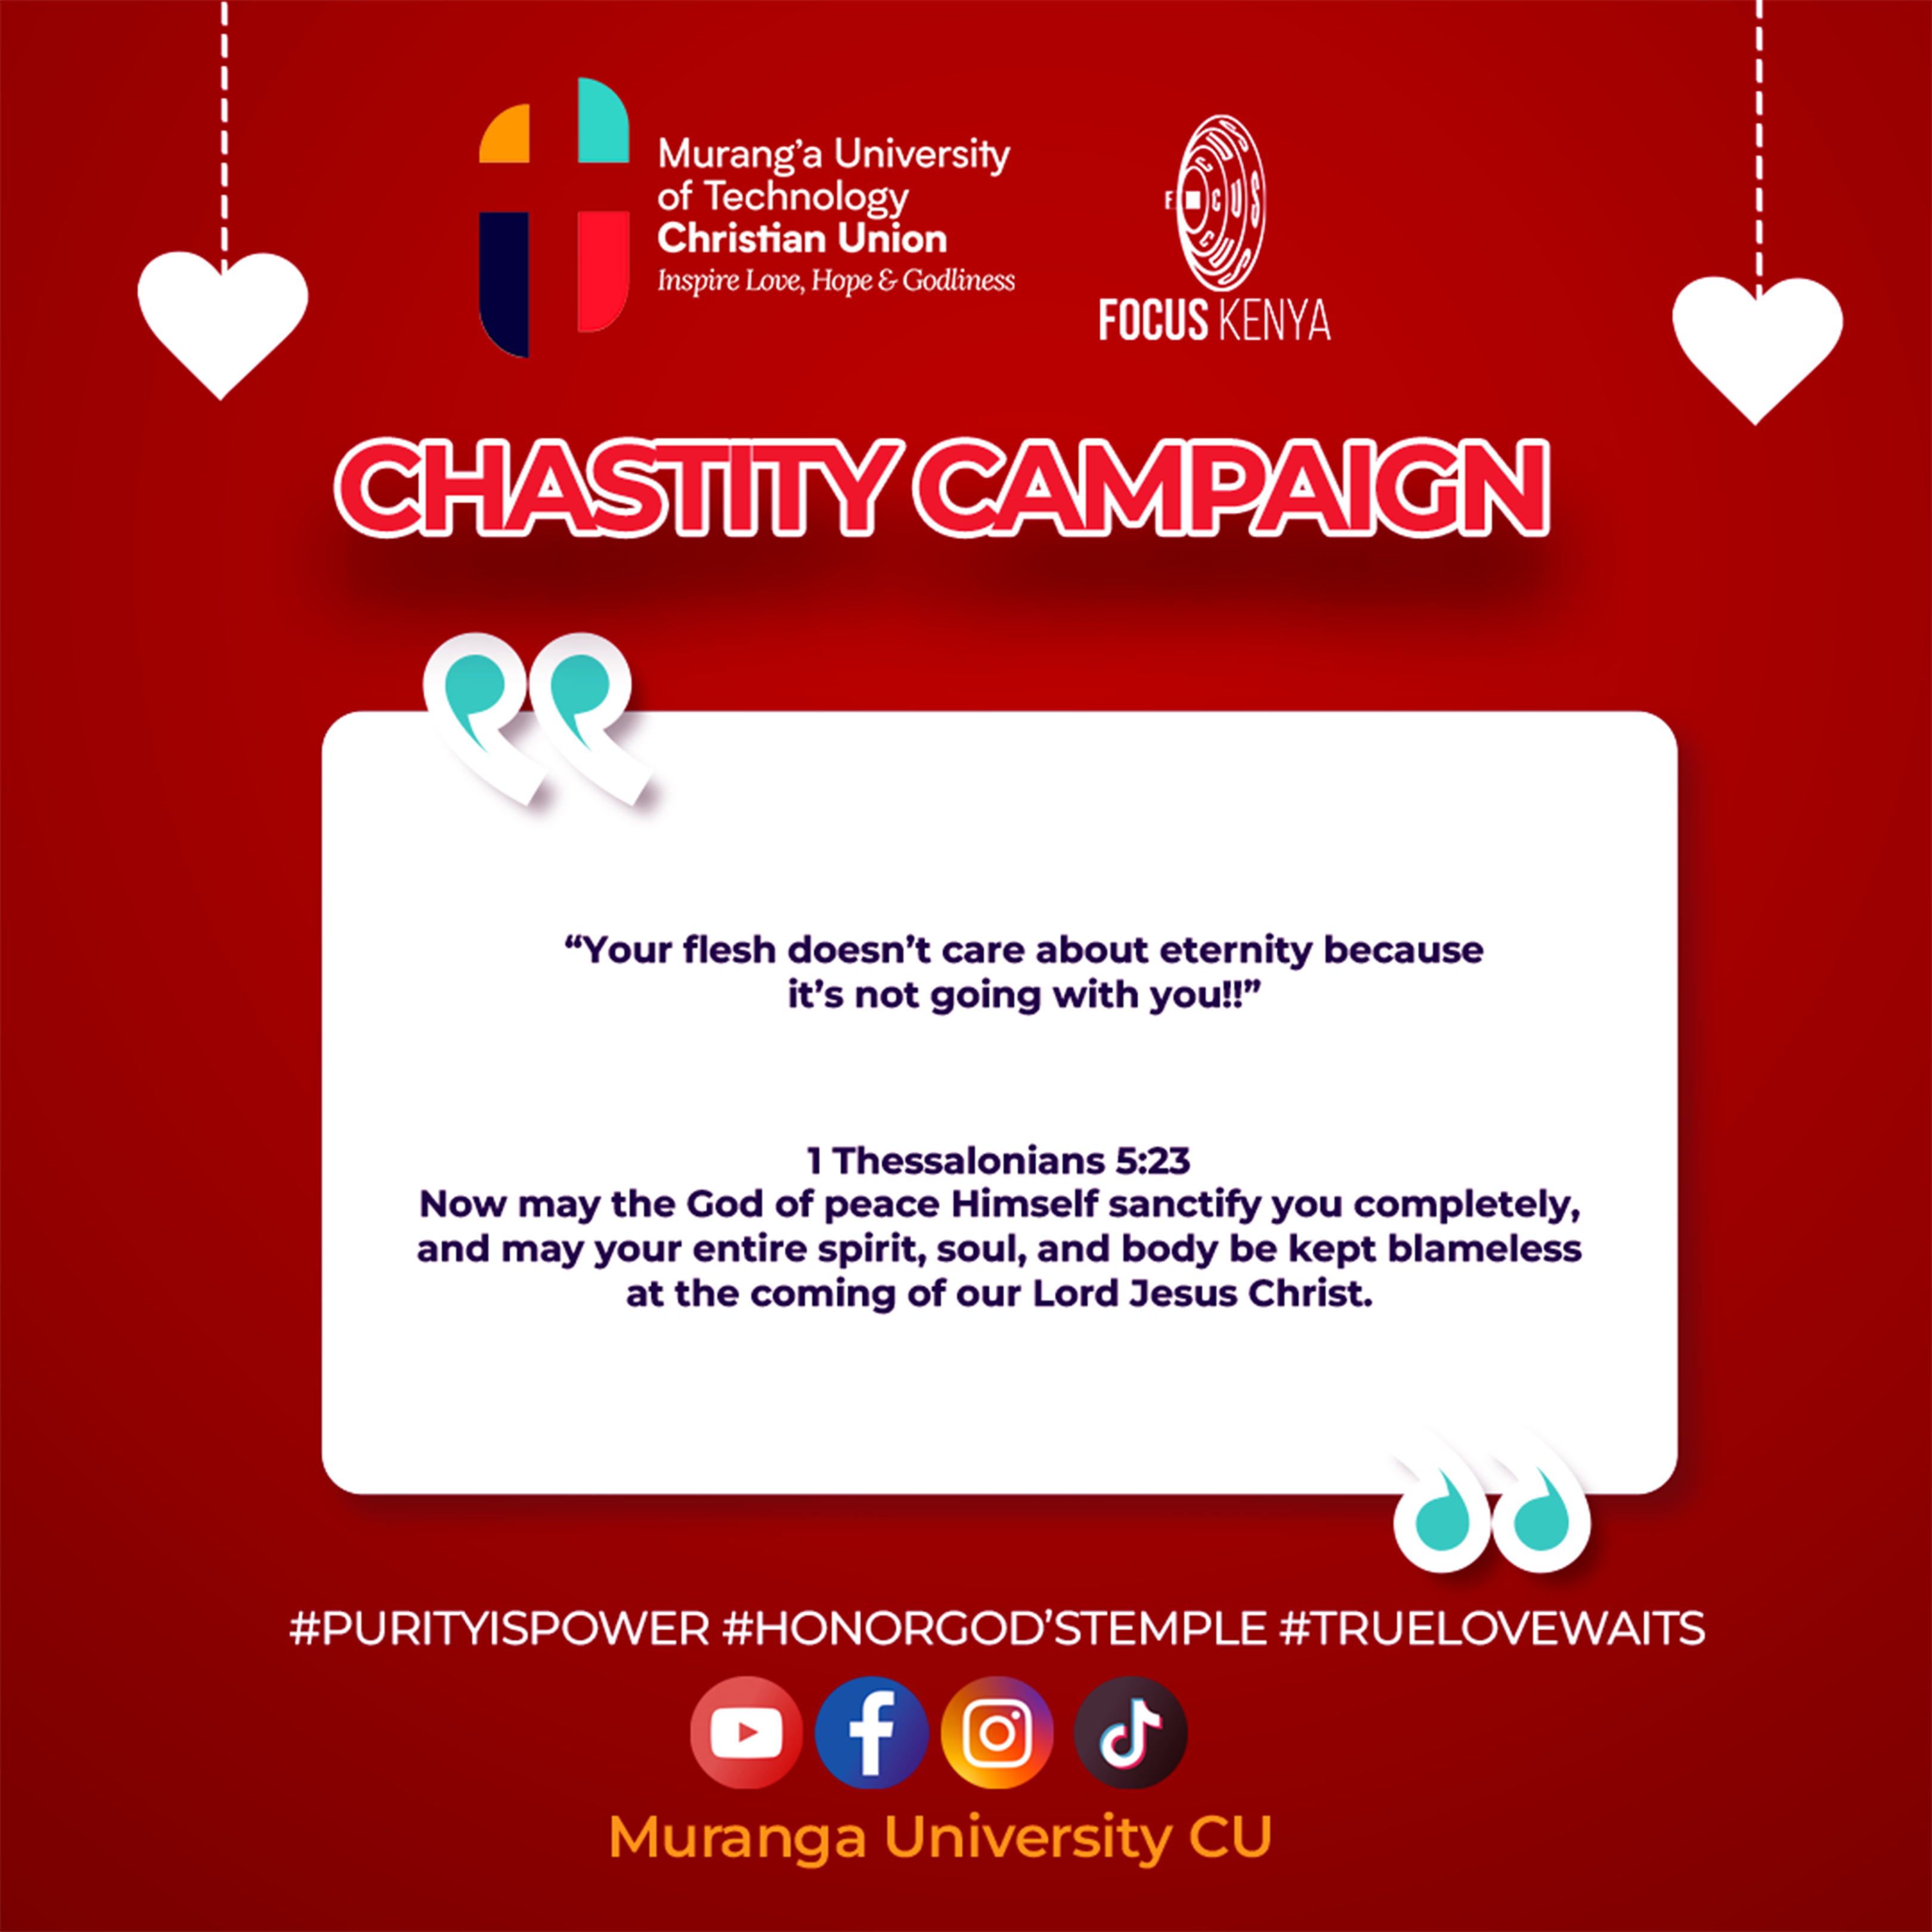 Murang’a University
of Technology
Christian Union
Inspire Love, Hope & Godliness
FOCUS KENYA
CHASTITY CAMPAIGN
“Your flesh doesn’t care about eternity because
it’s not going with you!!”
1 Thessalonians 5:23
Now may the God of peace Himself sanctify you completely,
and may your entire spirit, soul, and body be kept blameless
at the coming of our Lord Jesus Christ.
#PURITYISPOWER #HONORGOD’STEMPLE #TRUELOVEWAITS
Muranga University CU